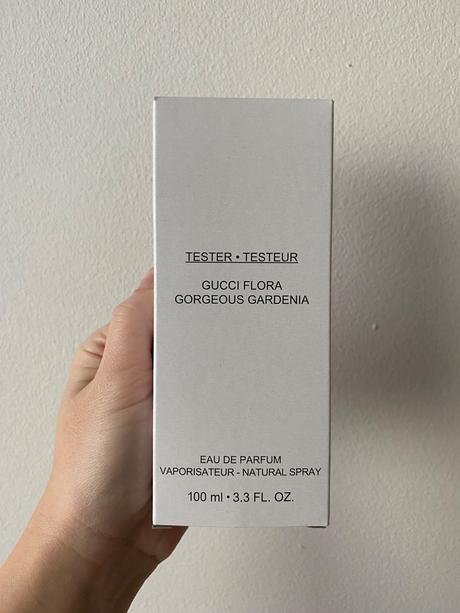 TESTER • TESTEUR
GUCCI FLORA
GORGEOUS GARDENIA
EAU DE PARFUM
VAPORISATEUR - NATURAL SPRAY
100 ml • 3.3 FL. OZ.